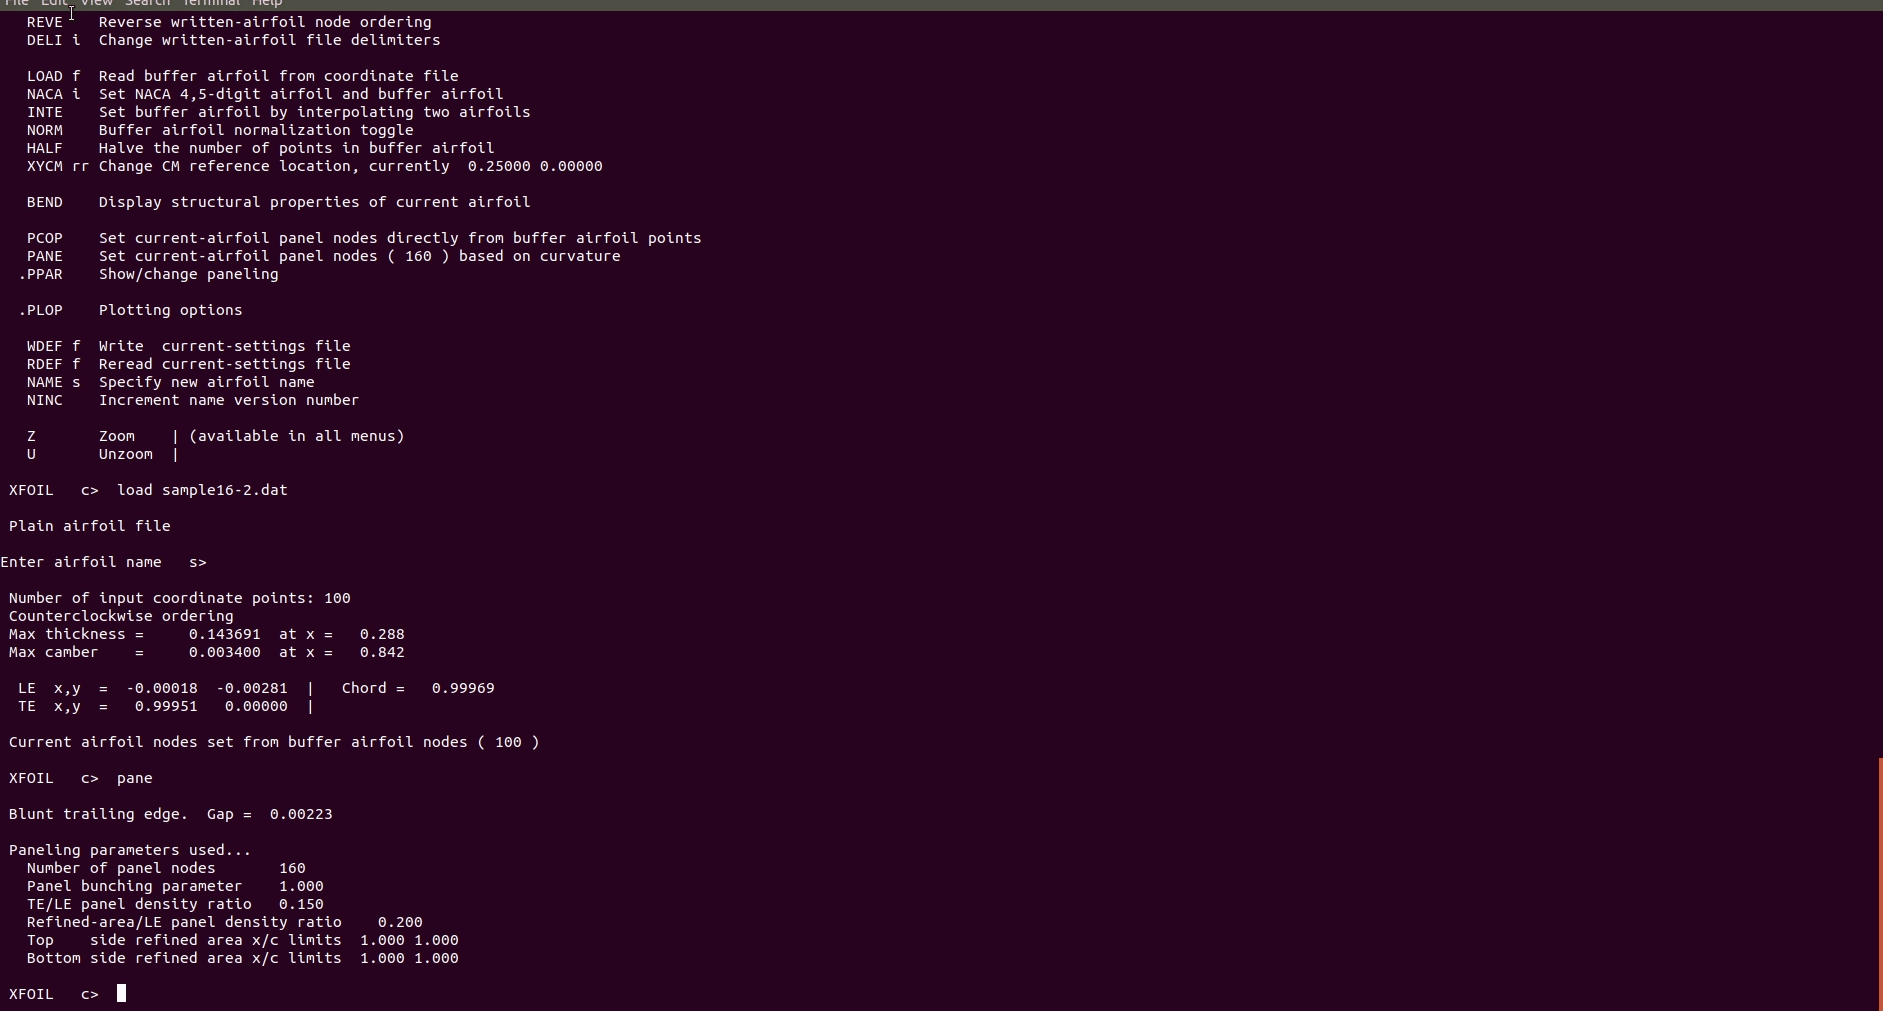 File Edit View Search Terminal Help
REVE Reverse written-airfoil node ordering
DELI i Change written-airfoil file delimiters
LOAD f Read buffer airfoil from coordinate file
NACA i Set NACA 4,5-digit airfoil and buffer airfoil
INTE Set buffer airfoil by interpolating two airfoils
NORM Buffer airfoil normalization toggle
HALF Halve the number of points in buffer airfoil
XYCM rr Change CM reference location, currently 0.25000 0.00000
BEND Display structural properties of current airfoil
PCOP Set current-airfoil panel nodes directly from buffer airfoil points
PANE Set current-airfoil panel nodes ( 160 ) based on curvature
.PPAR Show/change paneling
.PLOP Plotting options
WDEF f Write current-settings file
RDEF f Reread current-settings file
NAME s Specify new airfoil name
NINC Increment name version number
Z Zoom | (available in all menus)
U Unzoom |
XFOIL c> load sample16-2.dat
Plain airfoil file
Enter airfoil name s>
Number of input coordinate points: 100
Counterclockwise ordering
Max thickness = 0.143691 at x = 0.288
Max camber = 0.003400 at x = 0.842
LE x,y = -0.00018 -0.00281 | Chord = 0.99969
TE x,y = 0.99951 0.00000 |
Current airfoil nodes set from buffer airfoil nodes ( 100 )
XFOIL c> pane
Blunt trailing edge. Gap = 0.00223
Paneling parameters used...
Number of panel nodes 160
Panel bunching parameter 1.000
TE/LE panel density ratio 0.150
Refined-area/LE panel density ratio 0.200
Top side refined area x/c limits 1.000 1.000
Bottom side refined area x/c limits 1.000 1.000
XFOIL c>